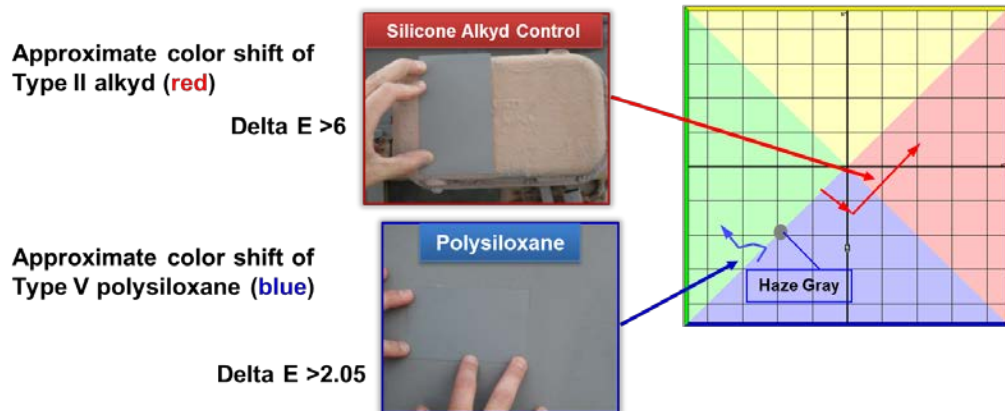 Approximate color shift of
Type II alkyd (red)
Delta E >6
Silicone Alkyd Control
Approximate color shift of
Type V polysiloxane (blue)
Delta E >2.05
Polysiloxane
Haze Gray